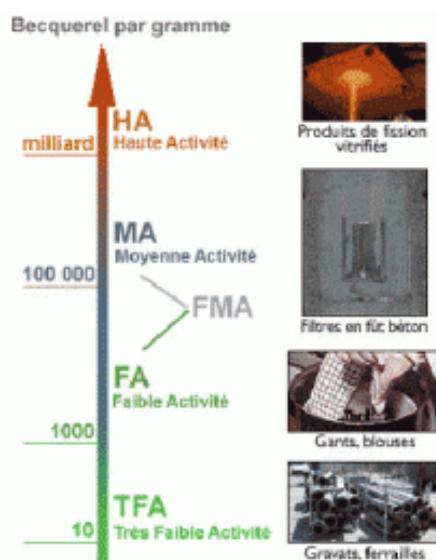 Becquerel par gramme
HA
Haute Activité
milliard
Produits de fission
vitrifiés
MA
Moyenne Activité
100 000
FMA
Filtres en fût béton
FA
Faible Activité
1000
Gants, blouses
TFA
10
Très Faible Activité
Gravats, ferrailles